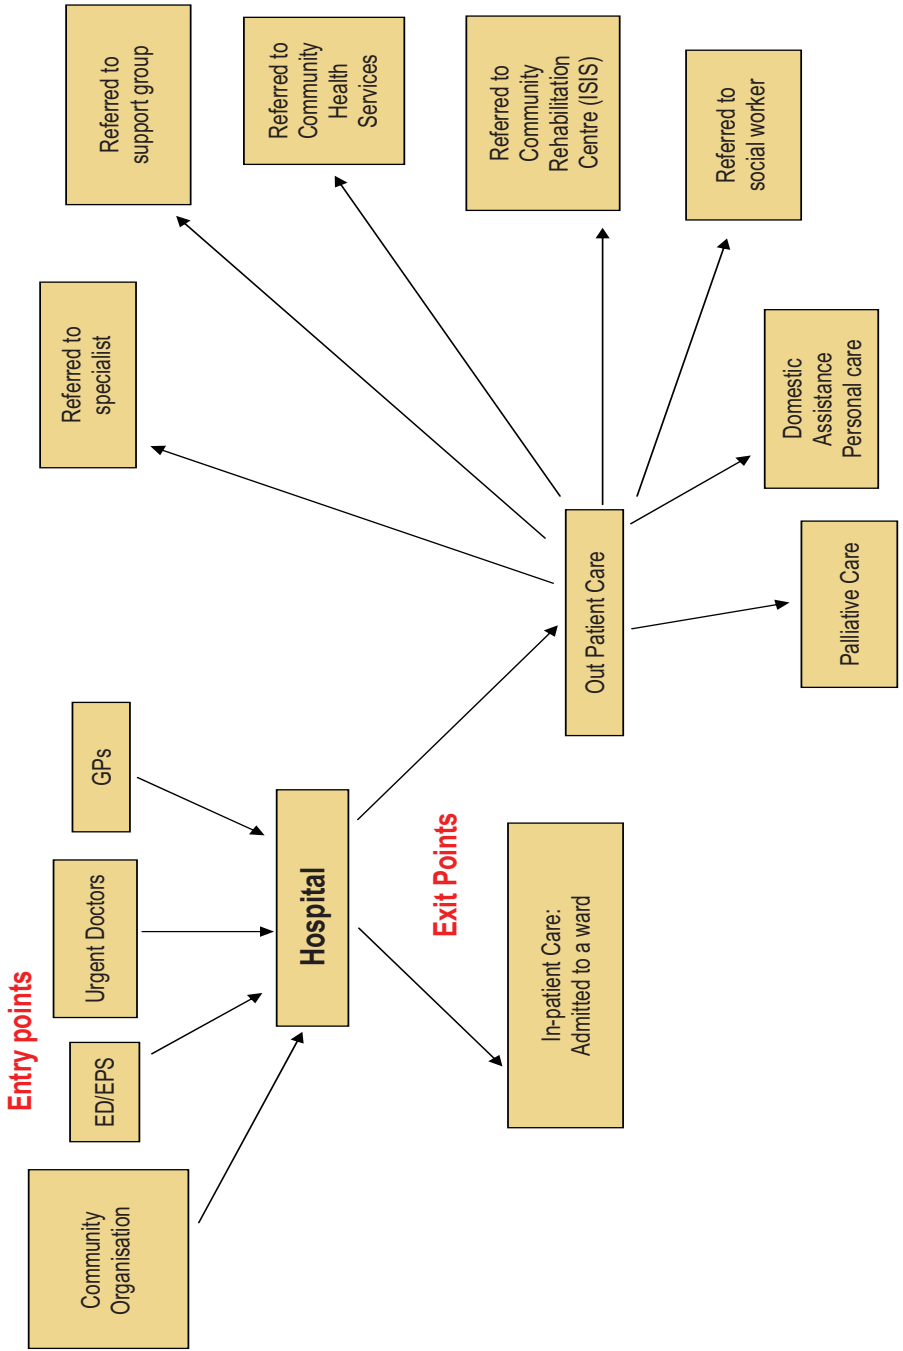 Entry points
Community
Organisation
ED/EPS
Urgent Doctors
GPs
Hospital
Exit Points
In-patient Care:
Admitted to a ward
Out Patient Care
Referred to
specialist
Referred to
support group
Referred to
Community
Health
Services
Referred to
Community
Rehabilitation
Centre (ISIS)
Referred to
social worker
Domestic
Assistance
Personal care
Palliative Care